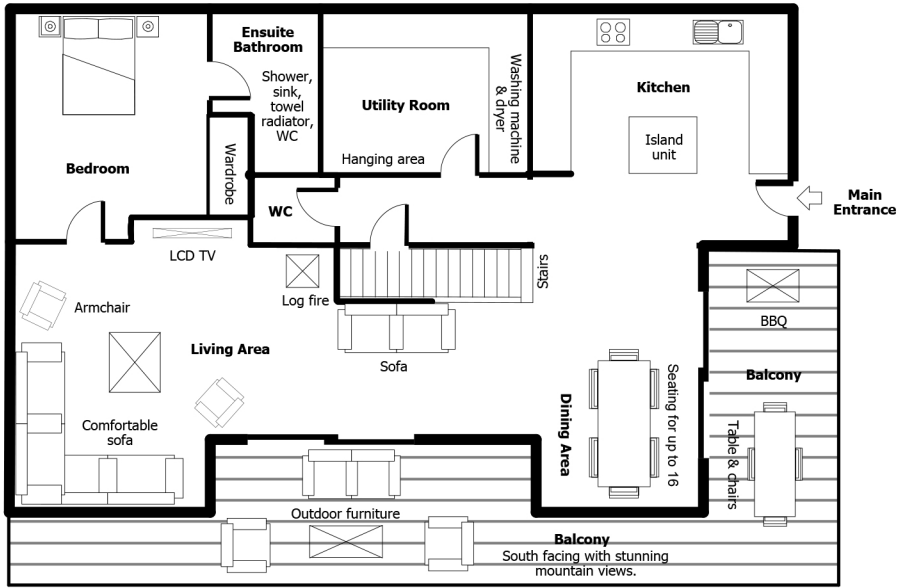 Ensuite
Bathroom
Shower,
sink,
towel
radiator,
WC
Utility Room
Hanging area
Washing machine
& dryer
Kitchen
Island
unit
Bedroom
Wardrobe
WC
Main
Entrance
LCD TV
Log fire
Stairs
Armchair
Living Area
Sofa
Comfortable
sofa
Dining Area
Seating for up to 16
BBQ
Balcony
Table & chairs
Outdoor furniture
Balcony
South facing with stunning
mountain views.